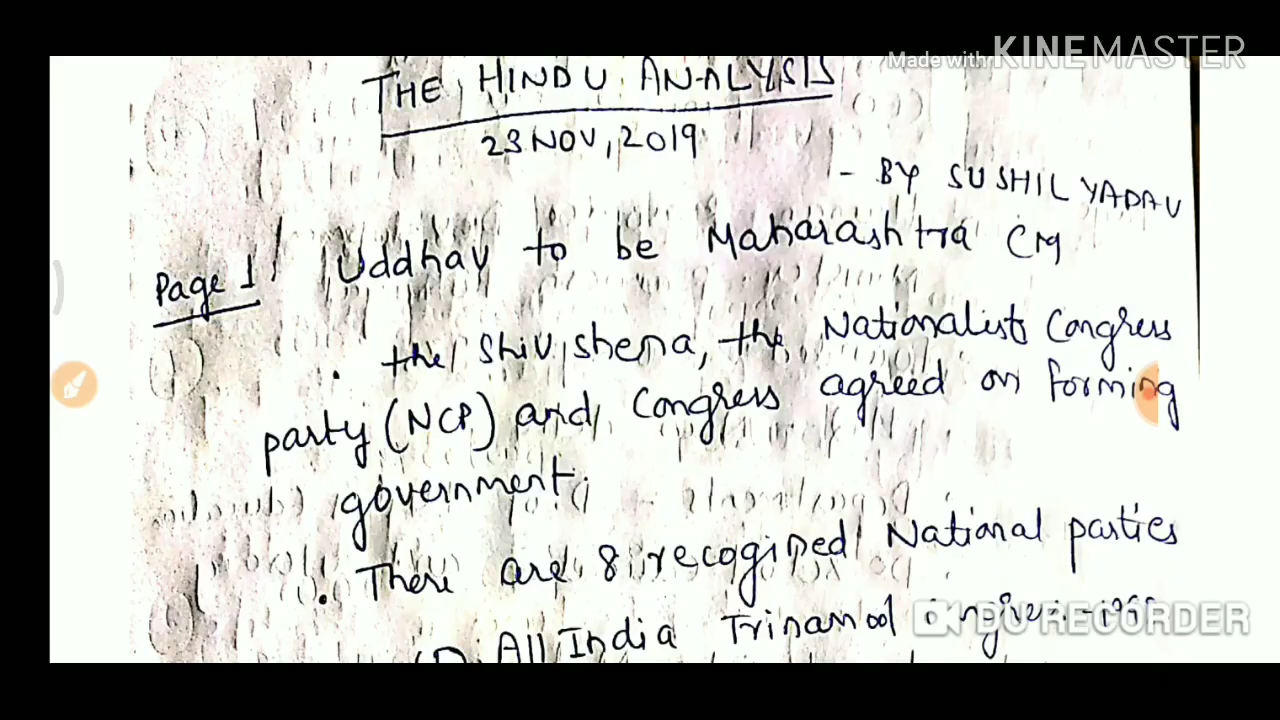 Made with KINEMASTER
THE HINDU ANALYSIS
23 NOV, 2019
- BY SUSHIL YADAV
Page 1 Uddhav to be Maharashtra CM
. the Shiv shena, the Nationalist Congress
party (NCP) and Congress agreed on forming
government.
. There are 8 recogined National parties
(1) All India Trinamool
DU RECORDER